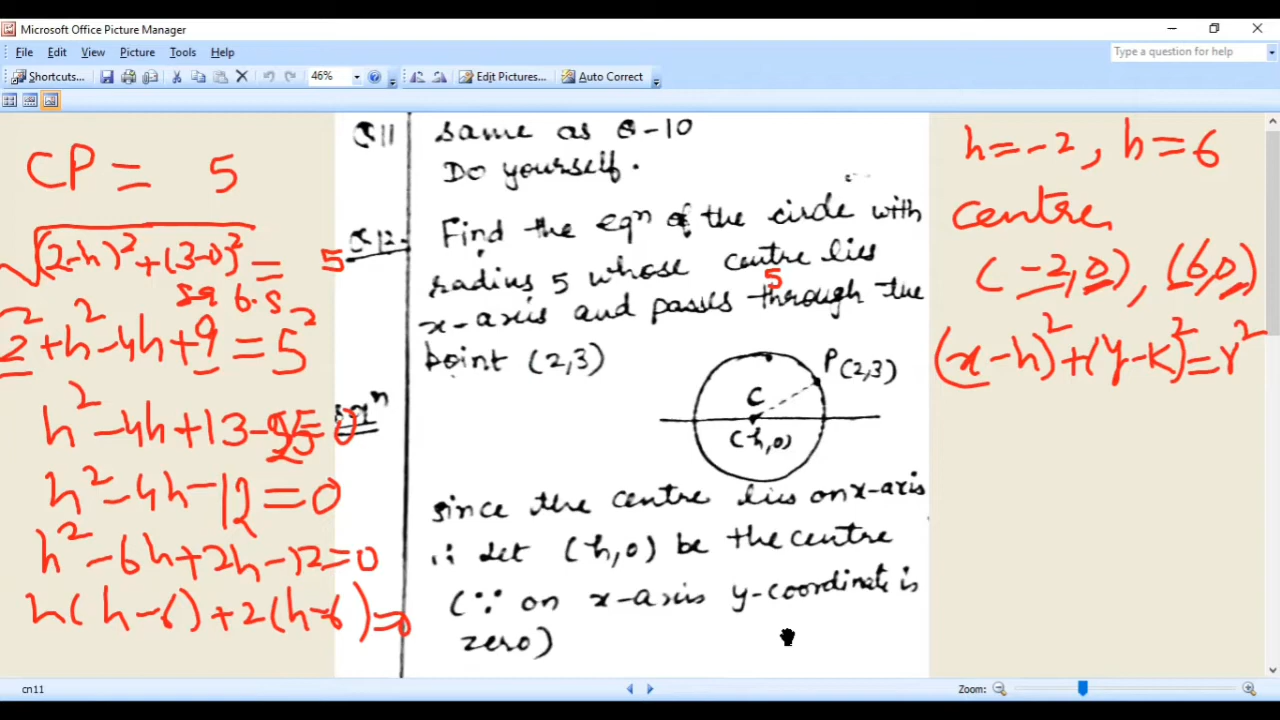 Microsoft Office Picture Manager
File Edit View Picture Tools Help
Type a question for help
Shortcuts... 46% Edit Pictures... Auto Correct
CP = 5
√(2-h)² + (3-0)² = 5
sq b.s
2² + h² - 4h + 9 = 5²
h² - 4h + 13 - 25 = 0
h² - 4h - 12 = 0
h² - 6h + 2h - 12 = 0
h(h-6) + 2(h-6) = 0
Q11 Same as Q-10
Do yourself.
Q12- Find the eqⁿ of the circle with
radius 5 whose centre lies
5
x-axis and passes through the
point (2,3)
P(2,3)
C
(h,0)
Solⁿ
since the centre lies on x-axis
∴ Let (h,0) be the centre
(∵ on x-axis y-coordinate is
zero)
h=-2, h=6
centre
(-2,0), (6,0)
(x-h)² + (y-k)² = r²
cn11
Zoom: